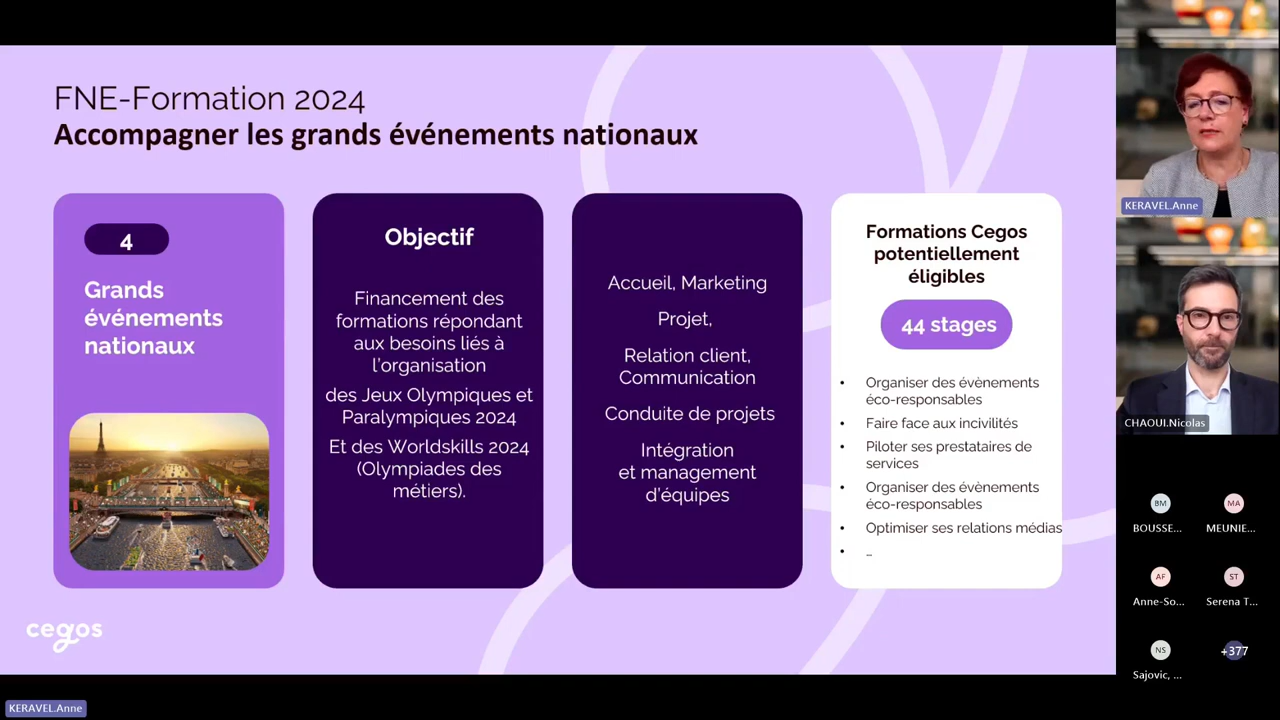 FNE-Formation 2024
Accompagner les grands événements nationaux
4
Grands
événements
nationaux
Objectif
Financement des
formations répondant
aux besoins liés à
l'organisation
des Jeux Olympiques et
Paralympiques 2024
Et des Worldskills 2024
(Olympiades des
métiers).
Accueil, Marketing
Projet,
Relation client,
Communication
Conduite de projets
Intégration
et management
d'équipes
Formations Cegos
potentiellement
éligibles
44 stages
• Organiser des évènements
éco-responsables
• Faire face aux incivilités
• Piloter ses prestataires de
services
• Organiser des évènements
éco-responsables
• Optimiser ses relations médias
• ...
cegos
KERAVEL.Anne
KERAVEL.Anne
CHAOUI.Nicolas
BM
MA
BOUSSE...
MEUNIE...
AF
ST
Anne-So...
Serena T...
NS
+377
Sajovic, ...